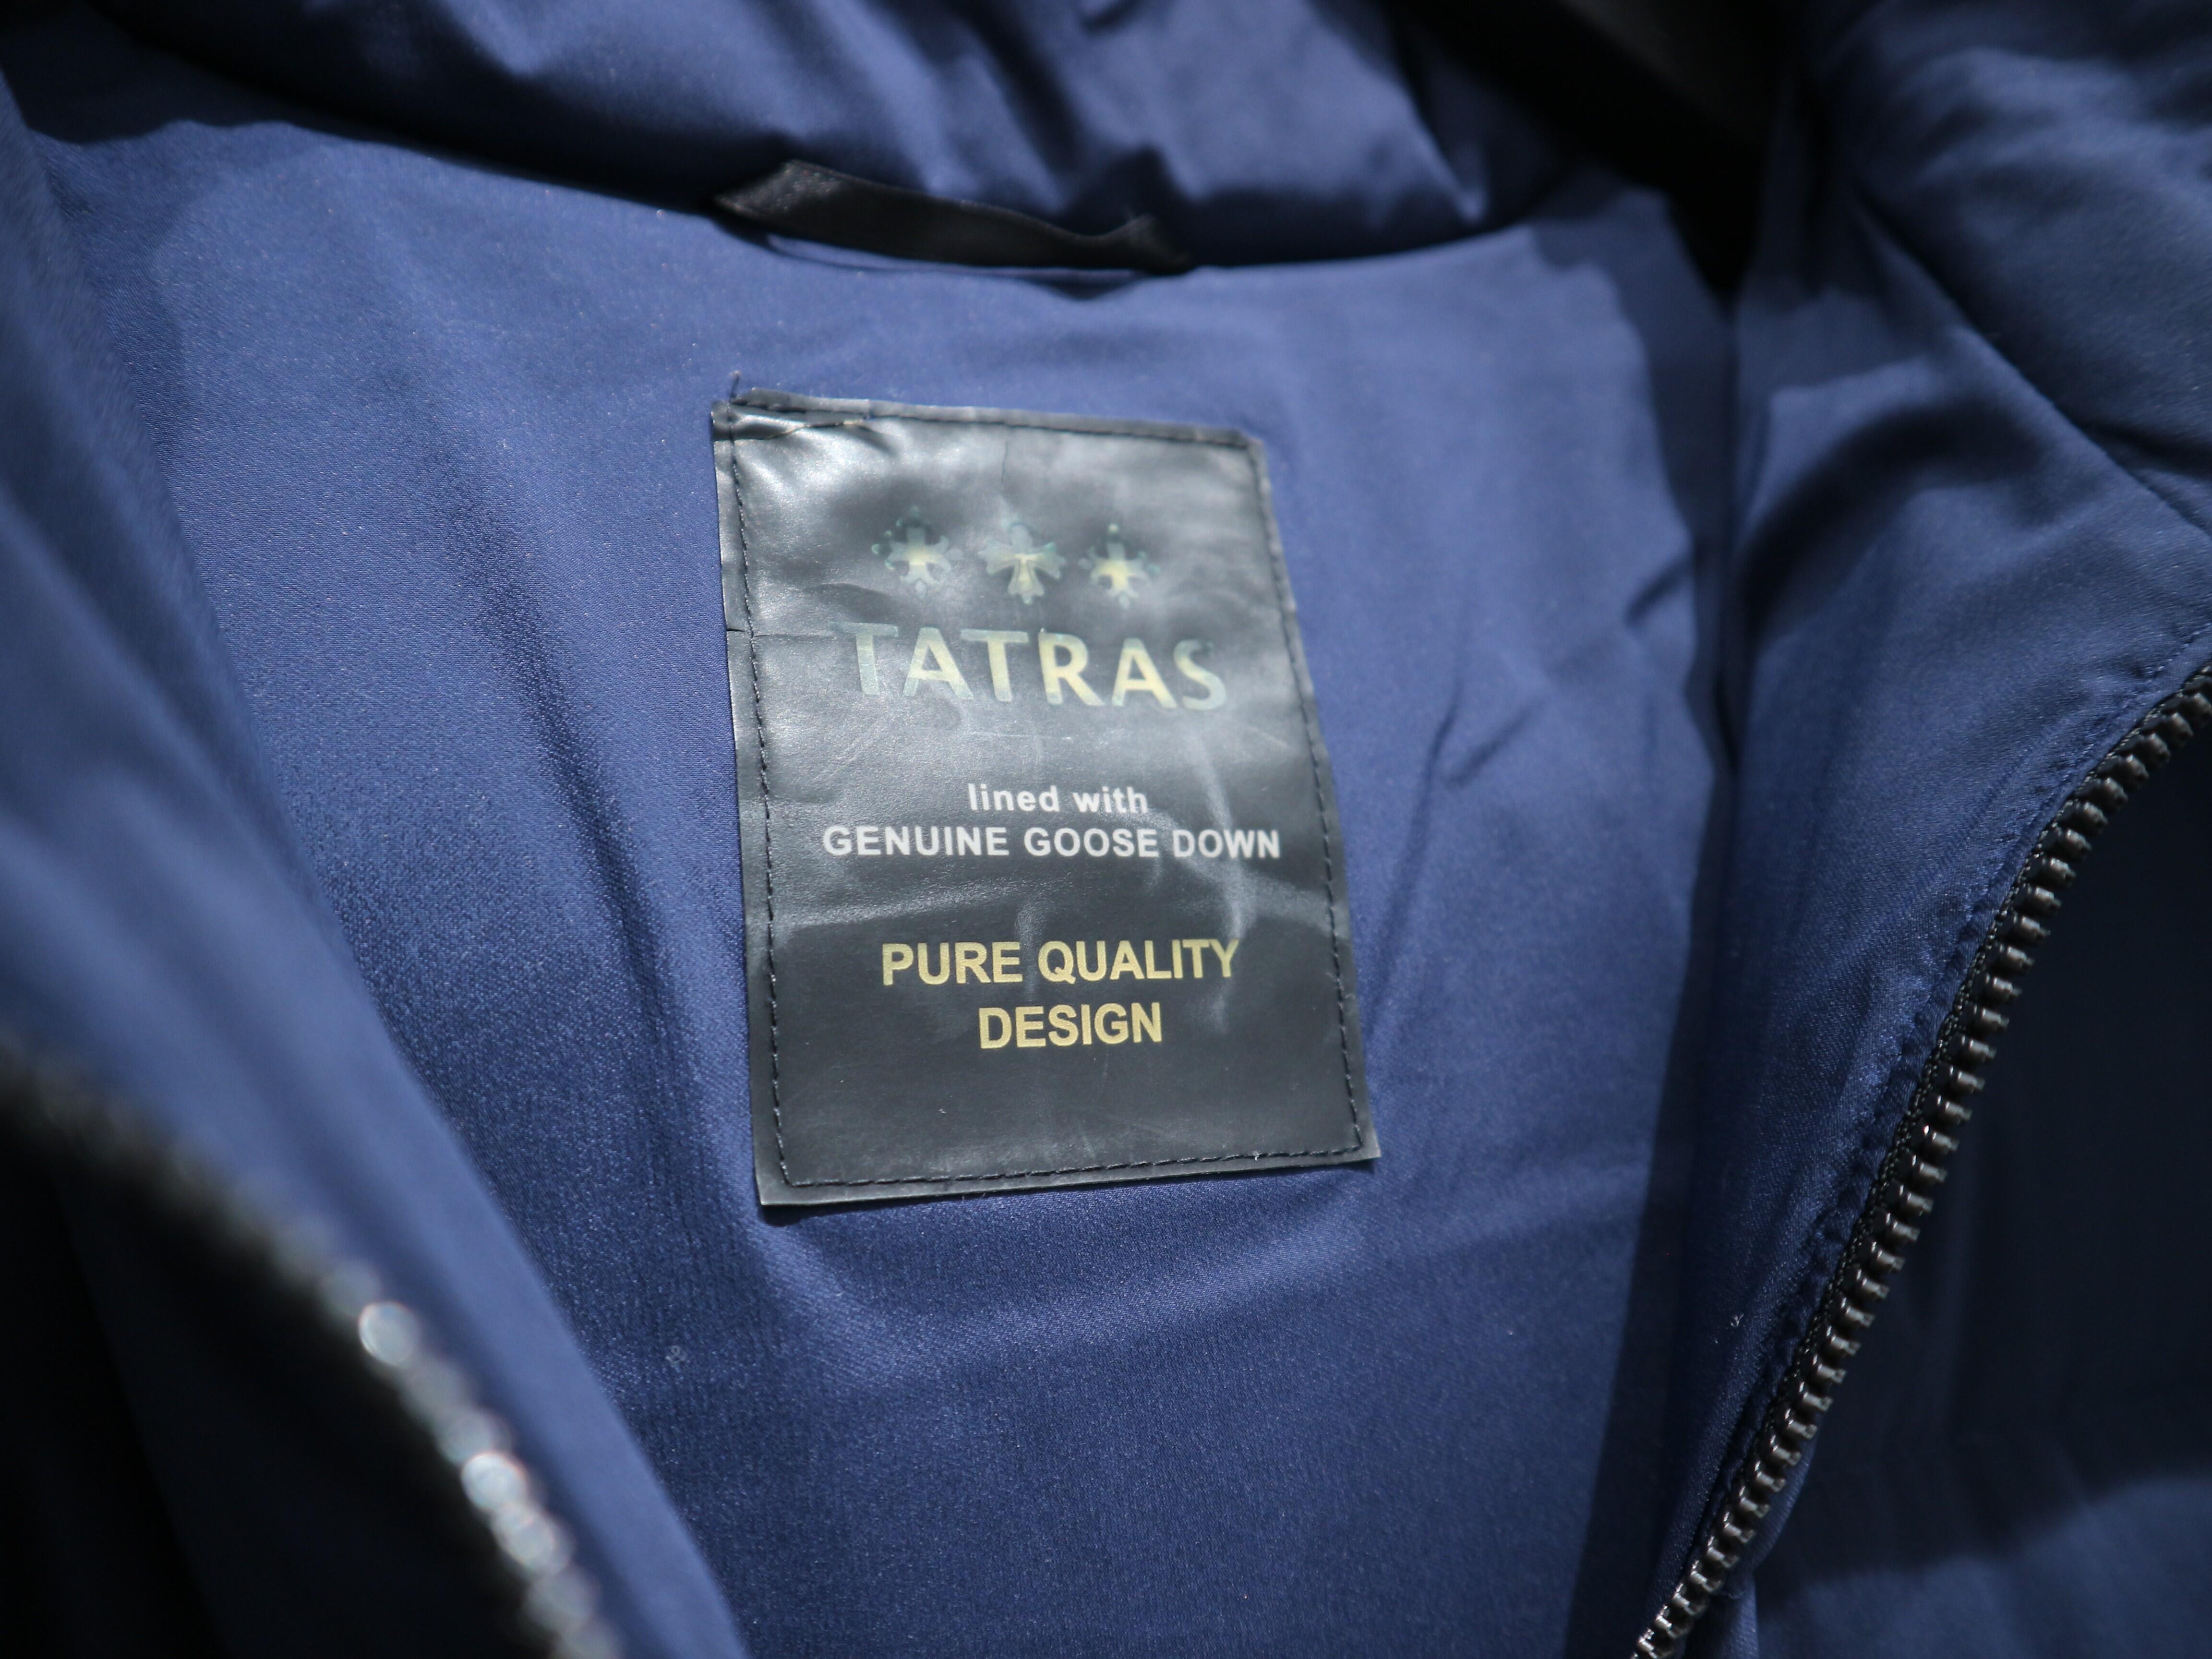 TATRAS
lined with
GENUINE GOOSE DOWN
PURE QUALITY
DESIGN